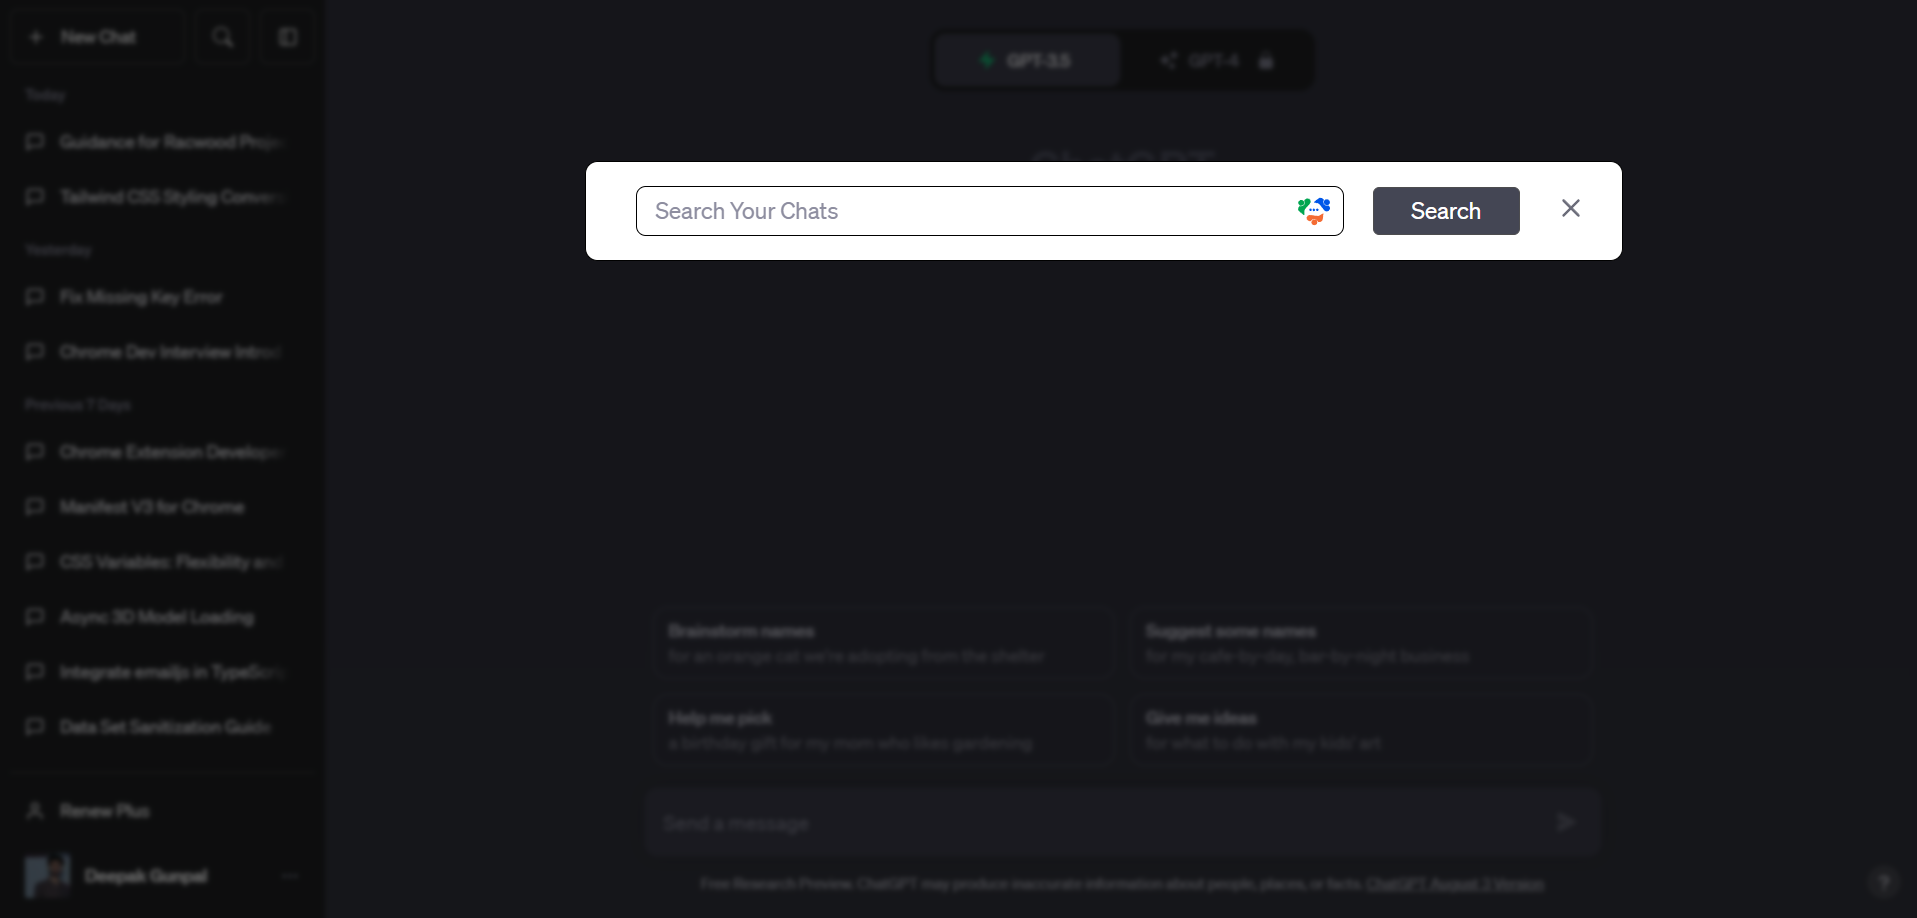 New Chat
Today
Guidance for Racwood Proje
Tailwind CSS Styling Conver
Yesterday
Fix Missing Key Error
Chrome Dev Interview Introd
Previous 7 Days
Chrome Extension Developer
Manifest V3 for Chrome
CSS Variables: Flexibility and
Async 3D Model Loading
Integrate emailjs in TypeScrip
Data Set Sanitization Guide
Renew Plus
Deepak Gunpal
GPT-3.5
GPT-4
Search Your Chats
Search
Brainstorm names
for an orange cat we're adopting from the shelter
Suggest some names
for my cafe-by-day, bar-by-night business
Help me pick
a birthday gift for my mom who likes gardening
Give me ideas
for what to do with my kids' art
Send a message
Free Research Preview. ChatGPT may produce inaccurate information about people, places, or facts. ChatGPT August 3 Version
?